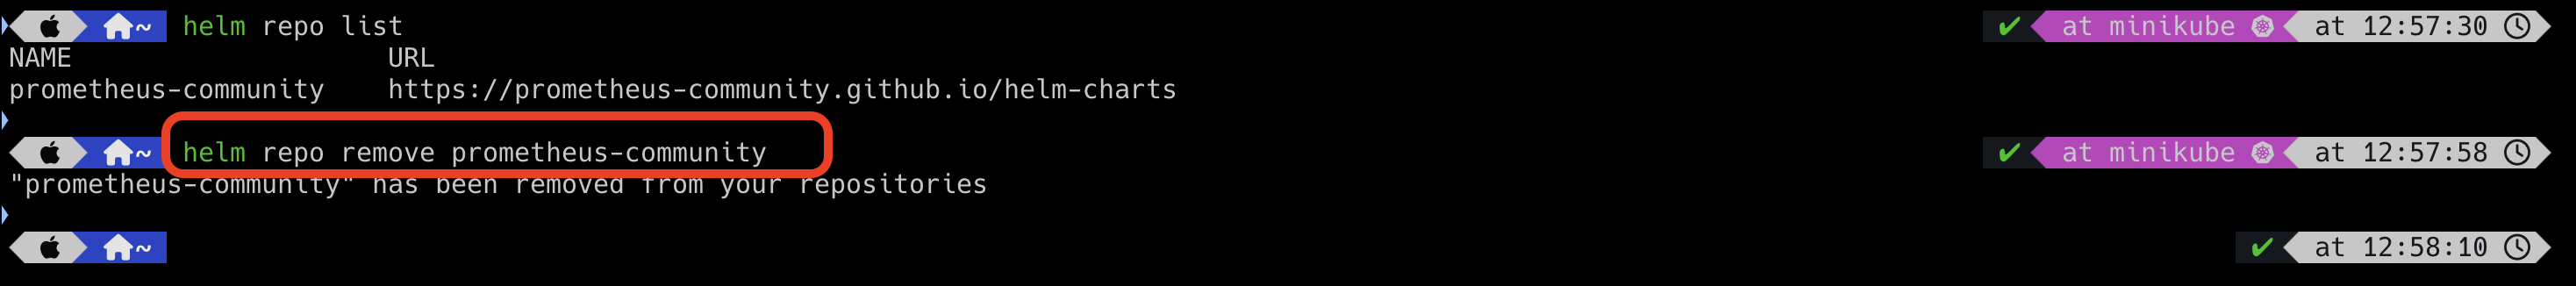 ~ helm repo list ✔ at minikube at 12:57:30
NAME URL
prometheus-community https://prometheus-community.github.io/helm-charts
~ helm repo remove prometheus-community ✔ at minikube at 12:57:58
"prometheus-community" has been removed from your repositories
~ ✔ at 12:58:10